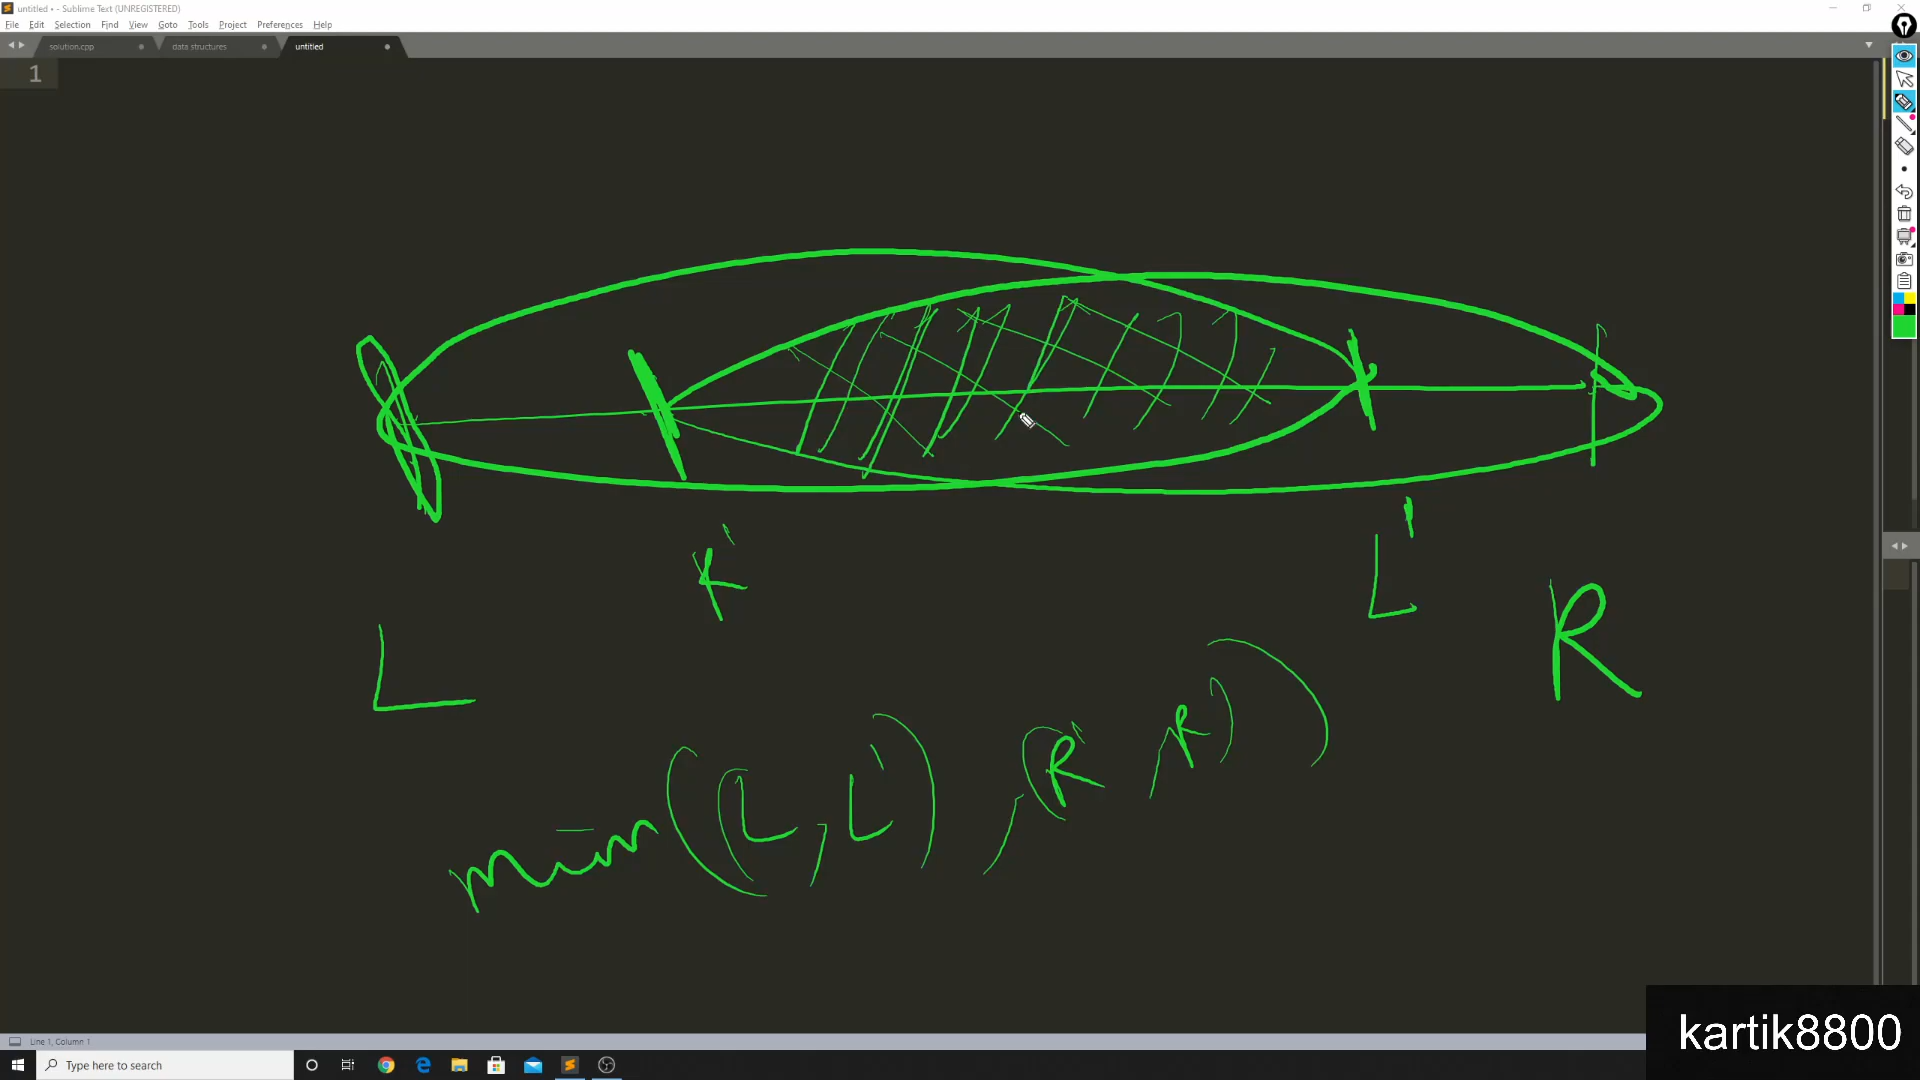 untitled • - Sublime Text (UNREGISTERED)
File Edit Selection Find View Goto Tools Project Preferences Help
solution.cpp data structures untitled
1
R' L'
L R
min((L, L'), (R', R))
kartik8800
Line 1, Column 1
Type here to search